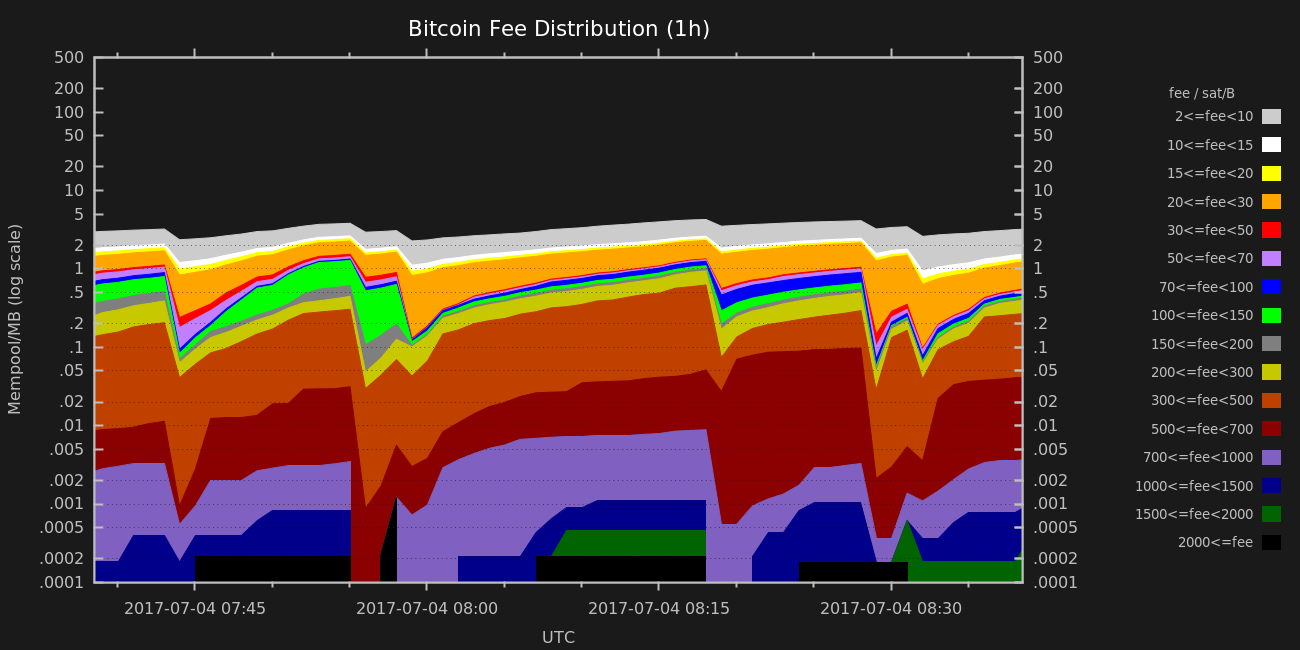 Bitcoin Fee Distribution (1h)
Mempool/MB (log scale)
500
200
100
50
20
10
5
2
1
.5
.2
.1
.05
.02
.01
.005
.002
.001
.0005
.0002
.0001
500
200
100
50
20
10
5
2
1
.5
.2
.1
.05
.02
.01
.005
.002
.001
.0005
.0002
.0001
2017-07-04 07:45 2017-07-04 08:00 2017-07-04 08:15 2017-07-04 08:30
UTC
fee / sat/B
2<=fee<10
10<=fee<15
15<=fee<20
20<=fee<30
30<=fee<50
50<=fee<70
70<=fee<100
100<=fee<150
150<=fee<200
200<=fee<300
300<=fee<500
500<=fee<700
700<=fee<1000
1000<=fee<1500
1500<=fee<2000
2000<=fee